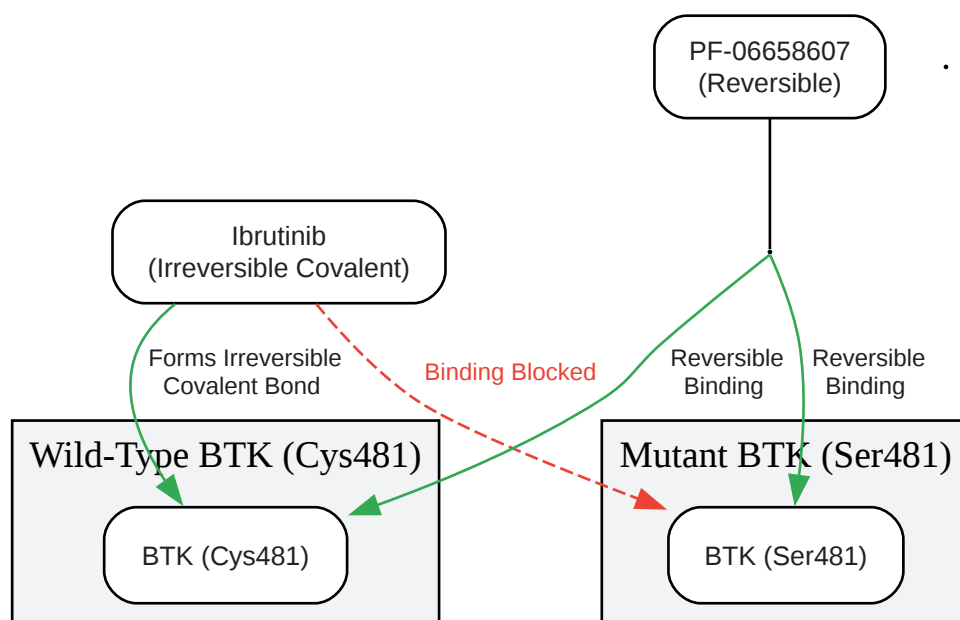 PF-06658607
(Reversible)
.
Ibrutinib
(Irreversible Covalent)
Forms Irreversible
Covalent Bond
Binding Blocked
Reversible
Binding
Reversible
Binding
Wild-Type BTK (Cys481)
Mutant BTK (Ser481)
BTK (Cys481)
BTK (Ser481)